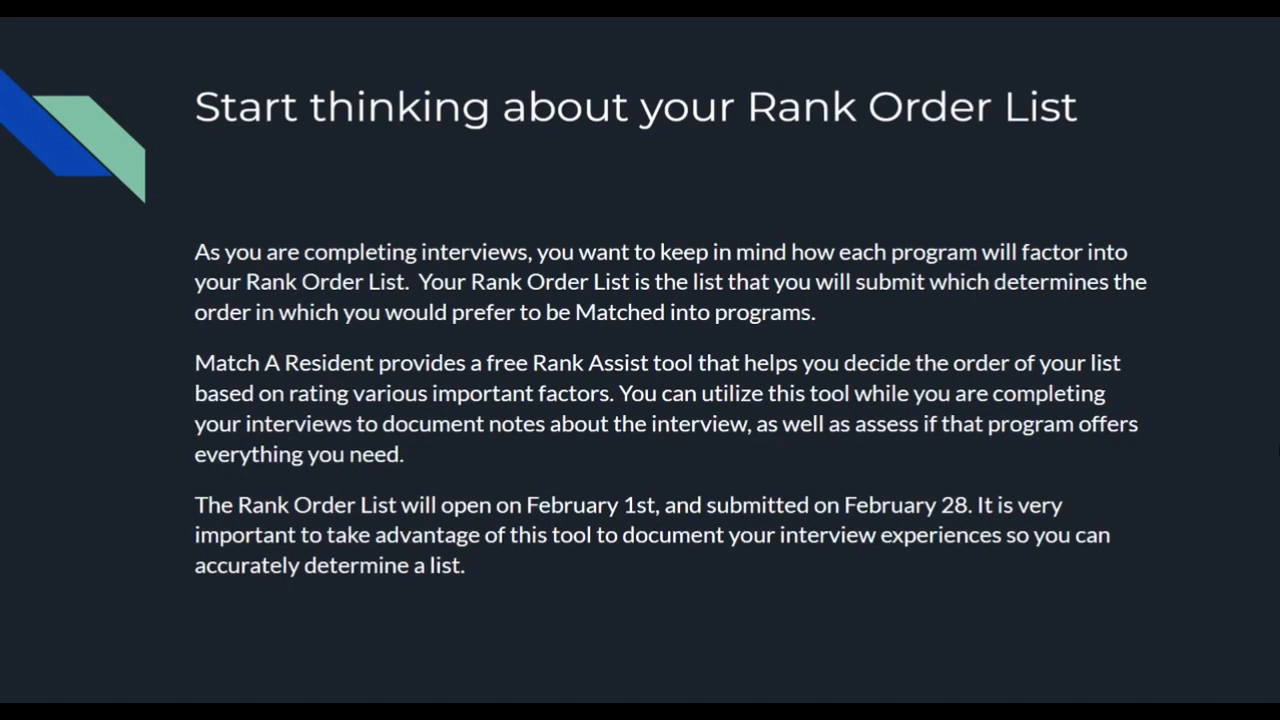 Start thinking about your Rank Order List
As you are completing interviews, you want to keep in mind how each program will factor into
your Rank Order List.  Your Rank Order List is the list that you will submit which determines the
order in which you would prefer to be Matched into programs.
Match A Resident provides a free Rank Assist tool that helps you decide the order of your list
based on rating various important factors. You can utilize this tool while you are completing
your interviews to document notes about the interview, as well as assess if that program offers
everything you need.
The Rank Order List will open on February 1st, and submitted on February 28. It is very
important to take advantage of this tool to document your interview experiences so you can
accurately determine a list.